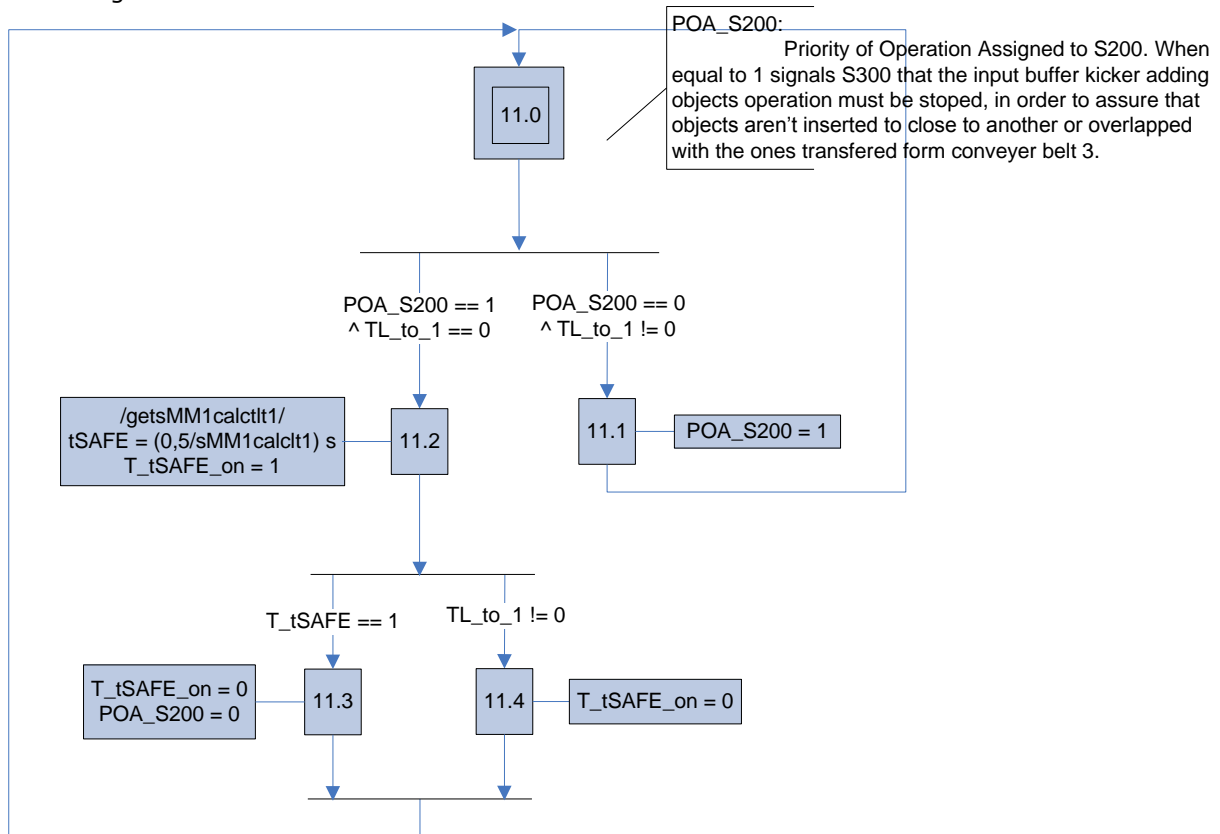 POA_S200:
Priority of Operation Assigned to S200. When
equal to 1 signals S300 that the input buffer kicker adding
objects operation must be stoped, in order to assure that
objects aren't inserted to close to another or overlapped
with the ones transfered form conveyer belt 3.
11.0
POA_S200 == 1
^ TL_to_1 == 0
POA_S200 == 0
^ TL_to_1 != 0
/getsMM1calctlt1/
tSAFE = (0,5/sMM1calclt1) s
T_tSAFE_on = 1
11.2
11.1
POA_S200 = 1
T_tSAFE == 1
TL_to_1 != 0
T_tSAFE_on = 0
POA_S200 = 0
11.3
11.4
T_tSAFE_on = 0